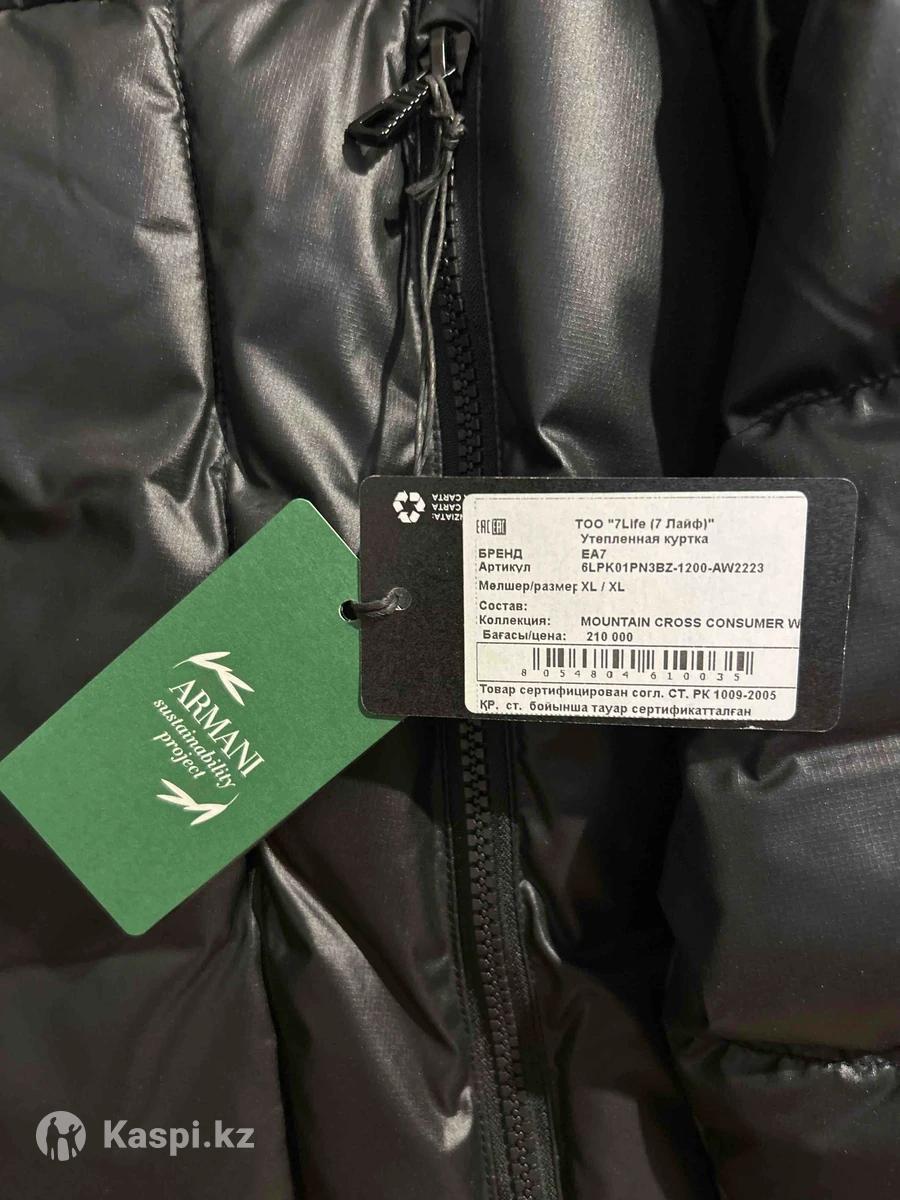 ТОО "7Life (7 Лайф)"
Утепленная куртка
БРЕНД EA7
Артикул 6LPK01PN3BZ-1200-AW2223
Мөлшер/размер XL / XL
Состав:
Коллекция: MOUNTAIN CROSS CONSUMER W
Бағасы/цена: 210 000
8 054804 610035
Товар сертифицирован согл. СТ. РК 1009-2005
ҚР. ст. бойынша тауар сертификатталған
CARTA
CARTA
ARMANI
sustainability
project
Kaspi.kz